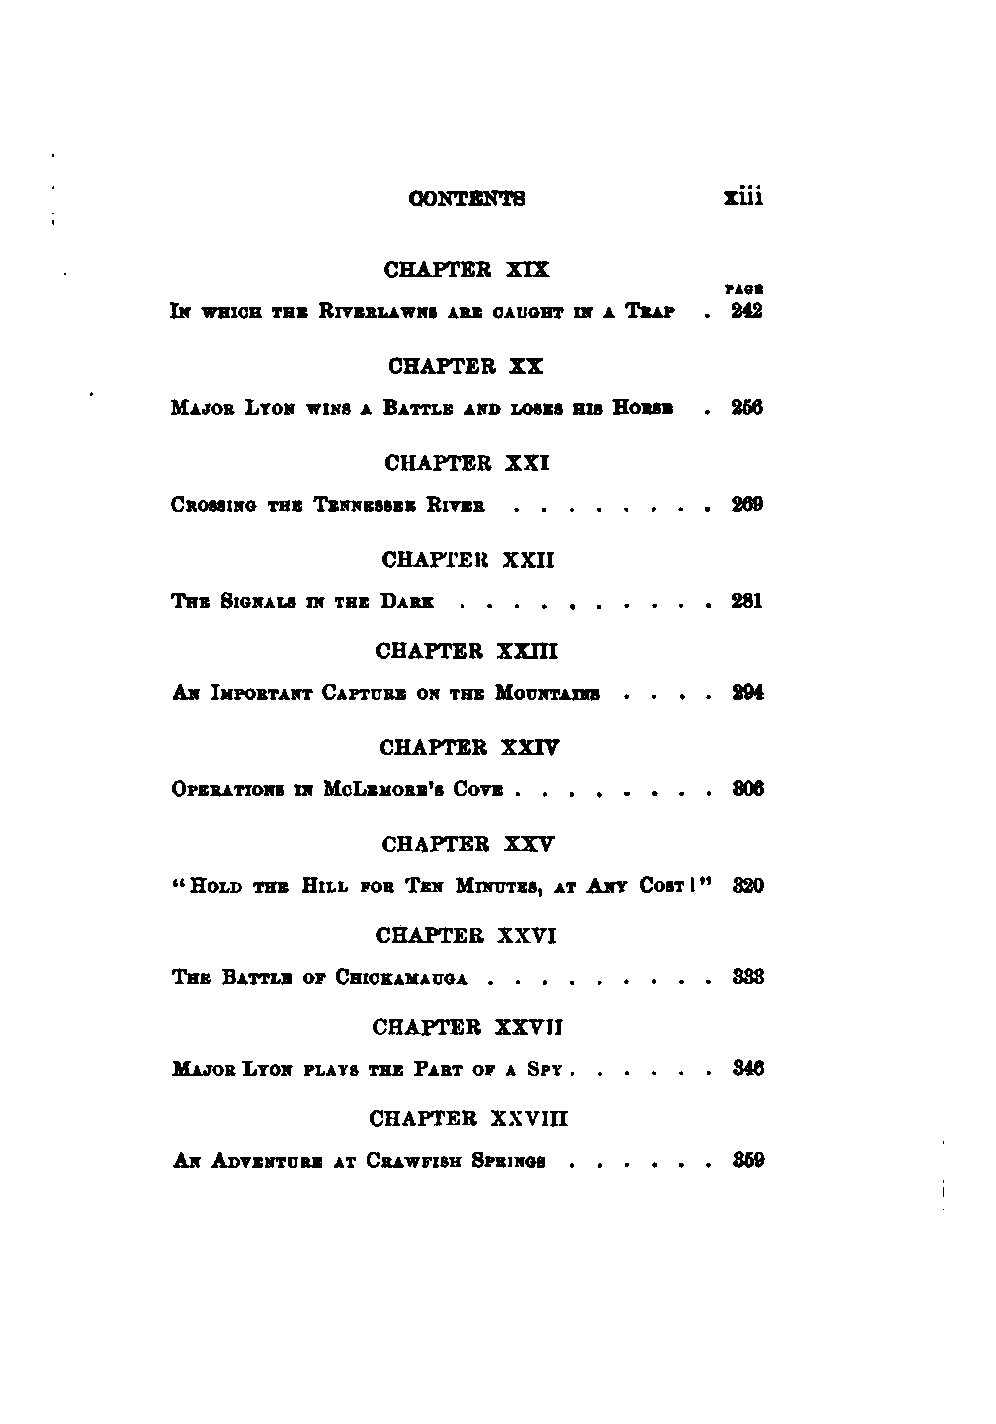 CONTENTS xiii
CHAPTER XIX
PAGE
In which the Riverlawns are caught in a Trap . 242
CHAPTER XX
Major Lyon wins a Battle and loses his Horse . 256
CHAPTER XXI
Crossing the Tennessee River . . . . . . . . 269
CHAPTER XXII
The Signals in the Dark . . . . . . . . . . 281
CHAPTER XXIII
An Important Capture on the Mountains . . . . 294
CHAPTER XXIV
Operations in McLemore's Cove . . . . . . . . 306
CHAPTER XXV
"Hold the Hill for Ten Minutes, at Any Cost!" 320
CHAPTER XXVI
The Battle of Chickamauga . . . . . . . . . 333
CHAPTER XXVII
Major Lyon plays the Part of a Spy . . . . . . 346
CHAPTER XXVIII
An Adventure at Crawfish Springs . . . . . . 359